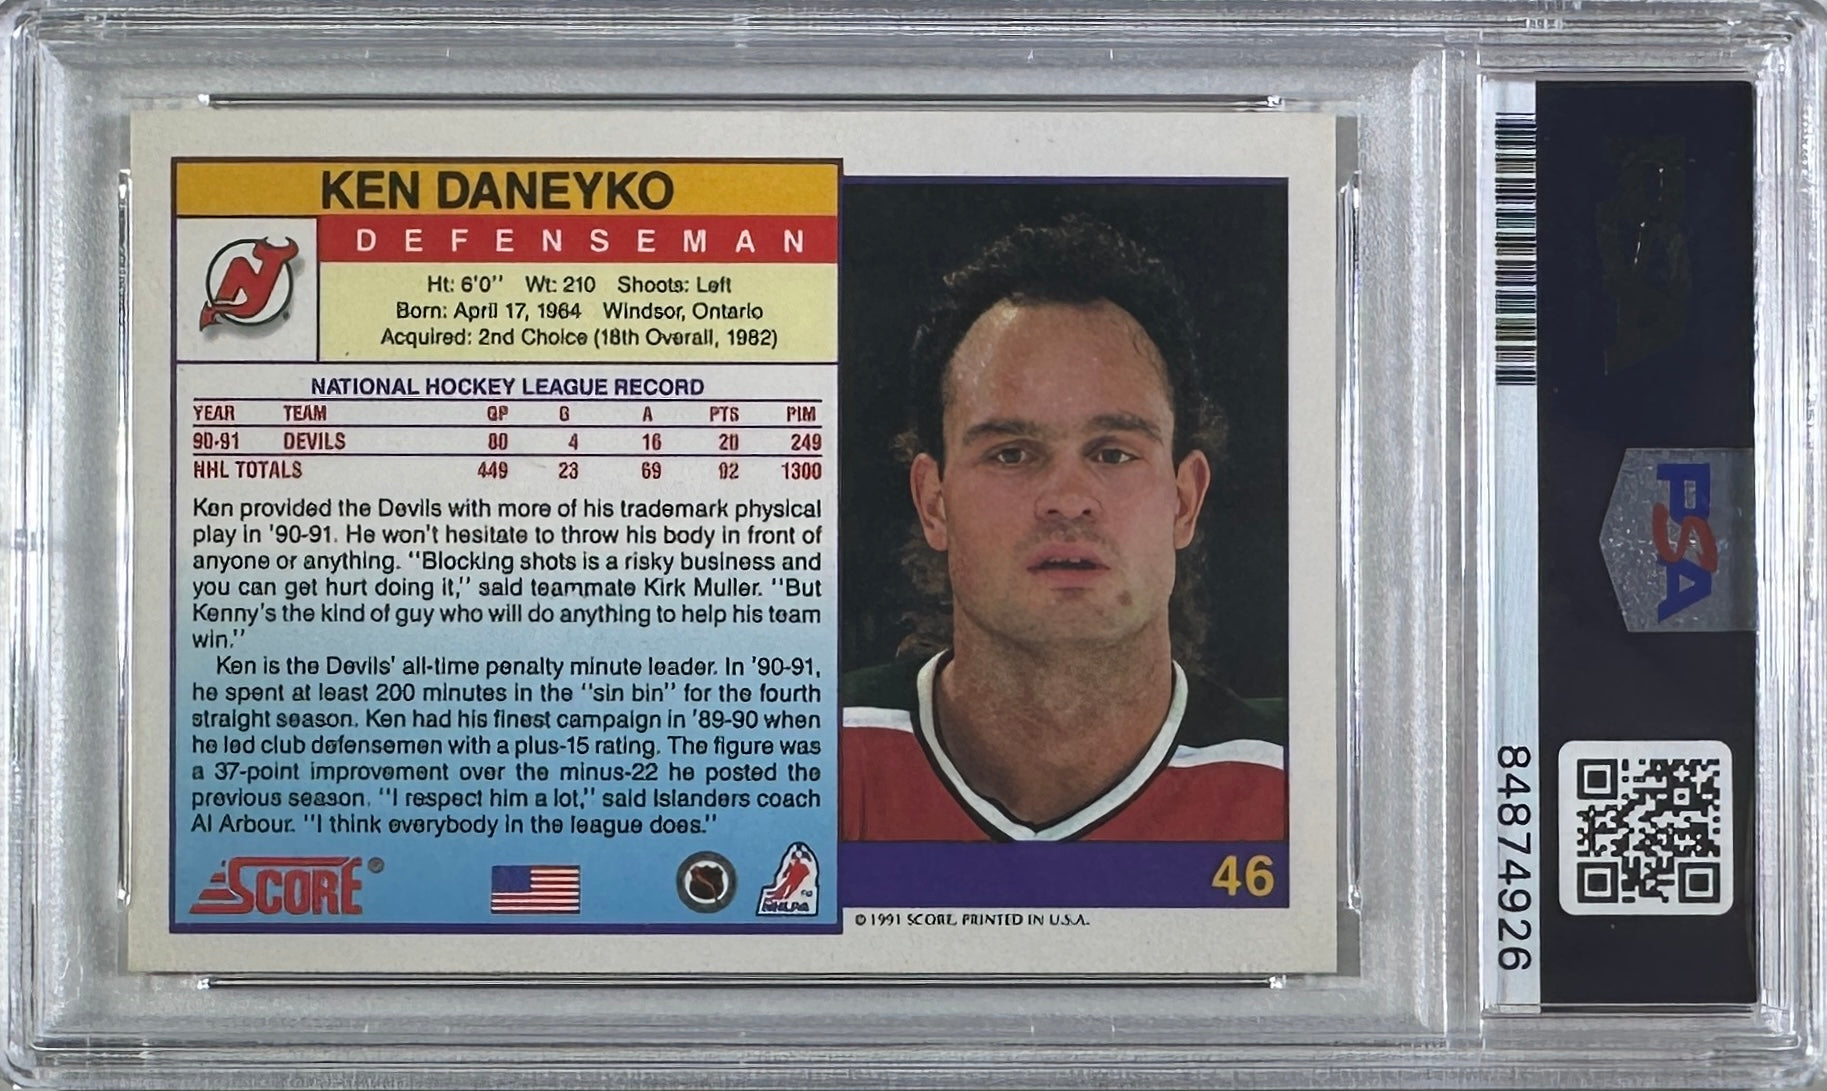 KEN DANEYKO
DEFENSEMAN
Ht: 6'0" Wt: 210 Shoots: Left
Born: April 17, 1964 Windsor, Ontario
Acquired: 2nd Choice (18th Overall, 1982)
NATIONAL HOCKEY LEAGUE RECORD
YEAR TEAM GP G A PTS PIM
90-91 DEVILS 80 4 16 20 249
NHL TOTALS 449 23 69 92 1300
Ken provided the Devils with more of his trademark physical
play in '90-91. He won't hesitate to throw his body in front of
anyone or anything. "Blocking shots is a risky business and
you can get hurt doing it," said teammate Kirk Muller. "But
Kenny's the kind of guy who will do anything to help his team
win."
Ken is the Devils' all-time penalty minute leader. In '90-91,
he spent at least 200 minutes in the "sin bin" for the fourth
straight season. Ken had his finest campaign in '89-90 when
he led club defensemen with a plus-15 rating. The figure was
a 37-point improvement over the minus-22 he posted the
previous season. "I respect him a lot," said Islanders coach
Al Arbour. "I think everybody in the league does."
SCORE®
NHLPA
46
© 1991 SCORE, PRINTED IN U.S.A.
PSA
84874926